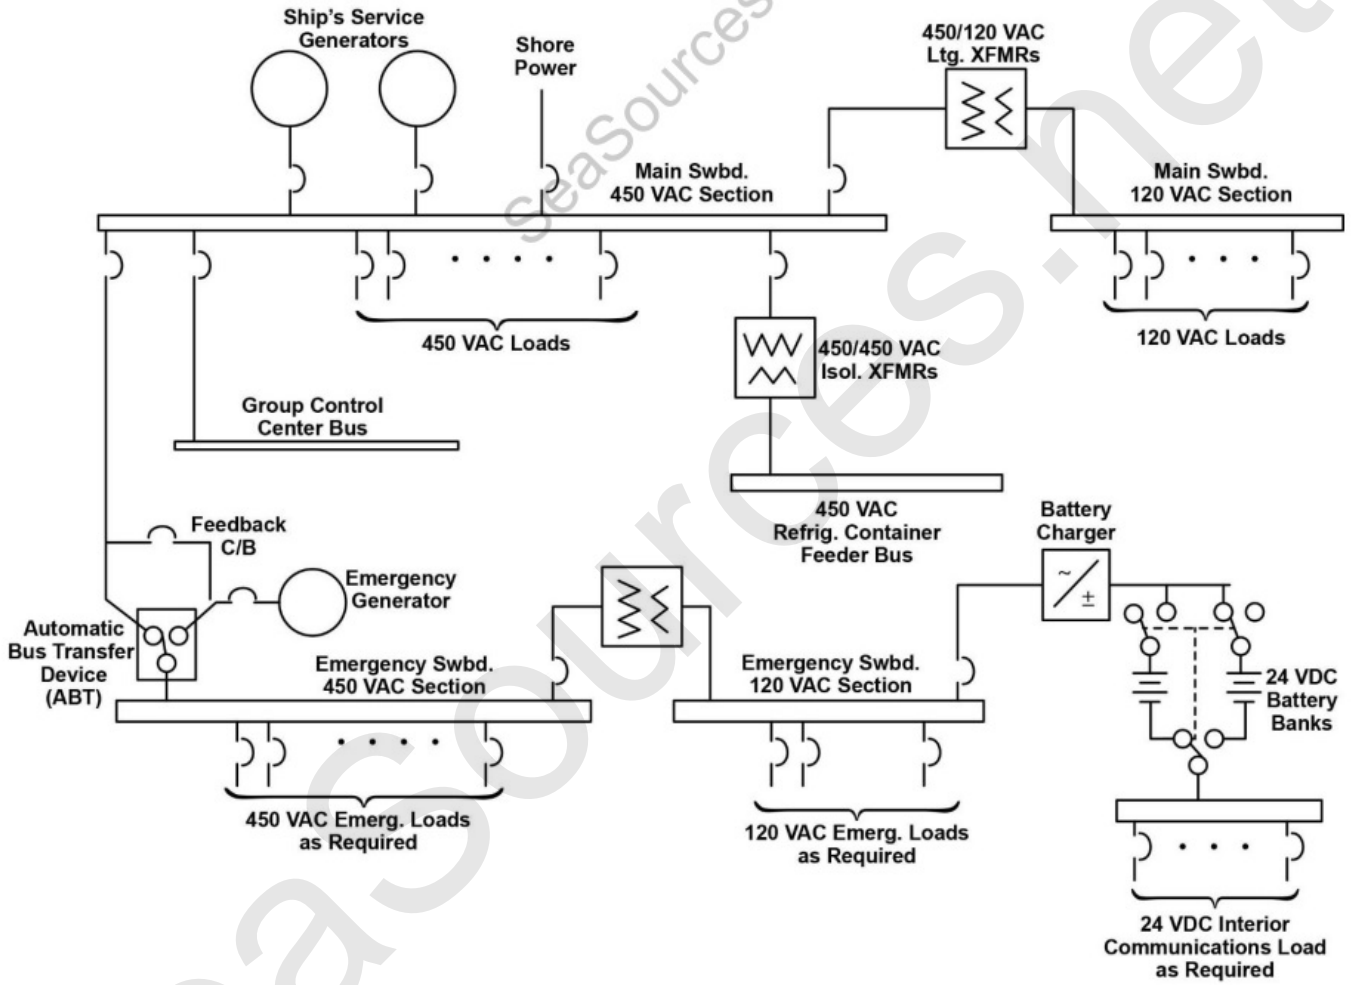 Ship's Service
Generators
Shore
Power
450/120 VAC
Ltg. XFMRs
Main Swbd.
450 VAC Section
Main Swbd.
120 VAC Section
450 VAC Loads
120 VAC Loads
450/450 VAC
Isol. XFMRs
Group Control
Center Bus
450 VAC
Refrig. Container
Feeder Bus
Battery
Charger
~
±
Feedback
C/B
Emergency
Generator
Automatic
Bus Transfer
Device
(ABT)
Emergency Swbd.
450 VAC Section
Emergency Swbd.
120 VAC Section
24 VDC
Battery
Banks
450 VAC Emerg. Loads
as Required
120 VAC Emerg. Loads
as Required
24 VDC Interior
Communications Load
as Required
SeaSources
aSources.net